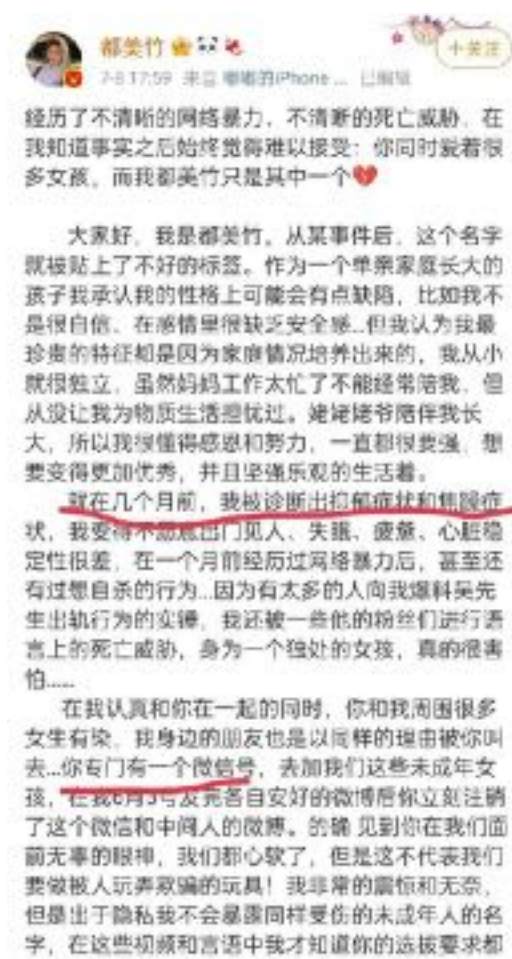 都美竹
十关注
7-8 17:59 来自 嘟嘟的iPhone ... 已编辑
经历了不清晰的网络暴力,不清晰的死亡威胁,在
我知道事实之后始终觉得难以接受:你同时爱着很
多女孩,而我都美竹只是其中一个💔
大家好,我是都美竹。从某事件后,这个名字
就被贴上了不好的标签。作为一个单亲家庭长大的
孩子我承认我的性格上可能会有点缺陷,比如我不
是很自信、在感情里很缺乏安全感...但我认为我最
珍贵的特征却是因为家庭情况培养出来的,我从小
就很独立,虽然妈妈工作太忙了不能经常陪我,但
从没让我为物质生活担忧过。姥姥姥爷陪伴我长
大,所以我很懂得感恩和努力,一直都很要强,想
要变得更加优秀,并且坚强乐观的生活着。
就在几个月前,我被诊断出抑郁症状和焦躁症
状,我变得不愿意出门见人、失眠、疲惫、心脏稳
定性很差,在一个月前经历过网络暴力后,甚至还
有过想自杀的行为...因为有太多的人向我爆料吴先
生出轨行为的实锤,我还被一些他的粉丝们进行语
言上的死亡威胁,身为一个独处的女孩,真的很害
怕......
在我认真和你在一起的同时,你和我周围很多
女生有染,我身边的朋友也是以同样的理由被你叫
去...你专门有一个微信号,去加我们这些未成年女
孩,在我6月3号发完各自安好的微博后你立刻注销
了这个微信和中间人的微博。的确 见到你在我们面
前无辜的眼神,我们都心软了,但是这不代表我们
要做被人玩弄欺骗的玩具!我非常的震惊和无奈,
但是出于隐私我不会暴露同样受伤的未成年人的名
字,在这些视频和言语中我才知道你的选拔要求都